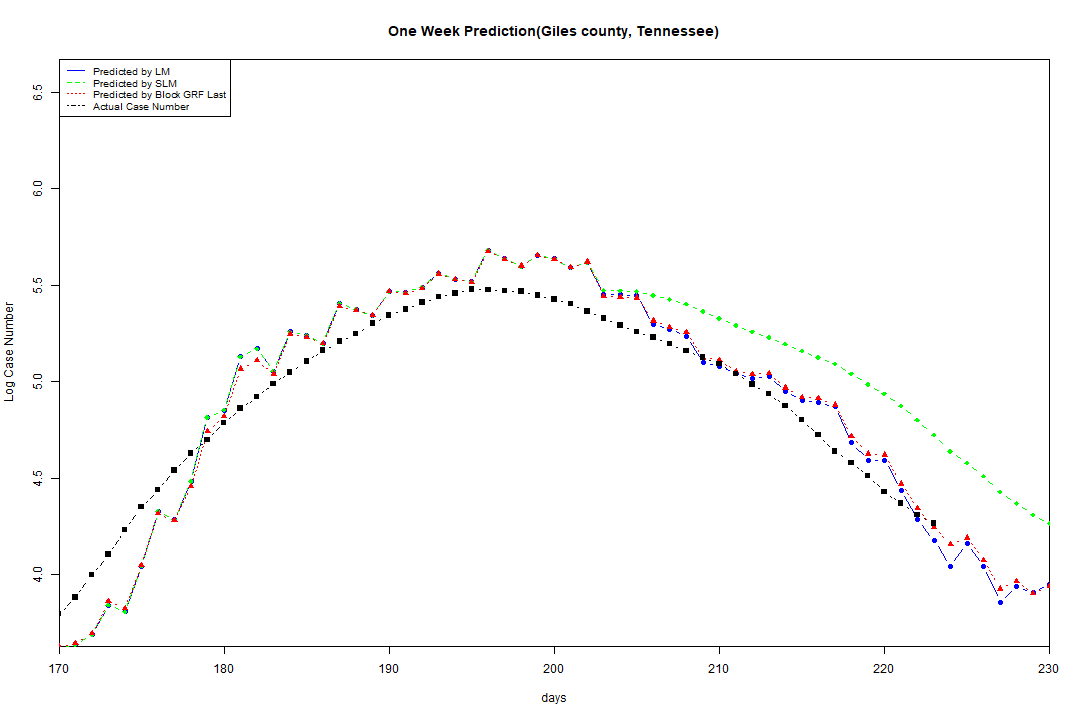 One Week Prediction(Giles county, Tennessee)
Predicted by LM
Predicted by SLM
Predicted by Block GRF Last
Actual Case Number
Log Case Number
6.5
6.0
5.5
5.0
4.5
4.0
170 180 190 200 210 220 230
days